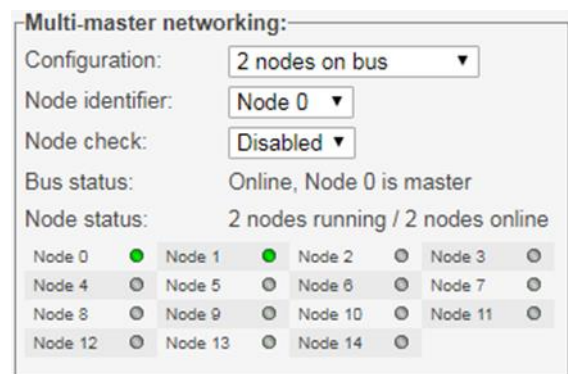 Multi-master networking:
Configuration: 2 nodes on bus
Node identifier: Node 0
Node check: Disabled
Bus status: Online, Node 0 is master
Node status: 2 nodes running / 2 nodes online
Node 0 Node 1 Node 2 Node 3
Node 4 Node 5 Node 6 Node 7
Node 8 Node 9 Node 10 Node 11
Node 12 Node 13 Node 14